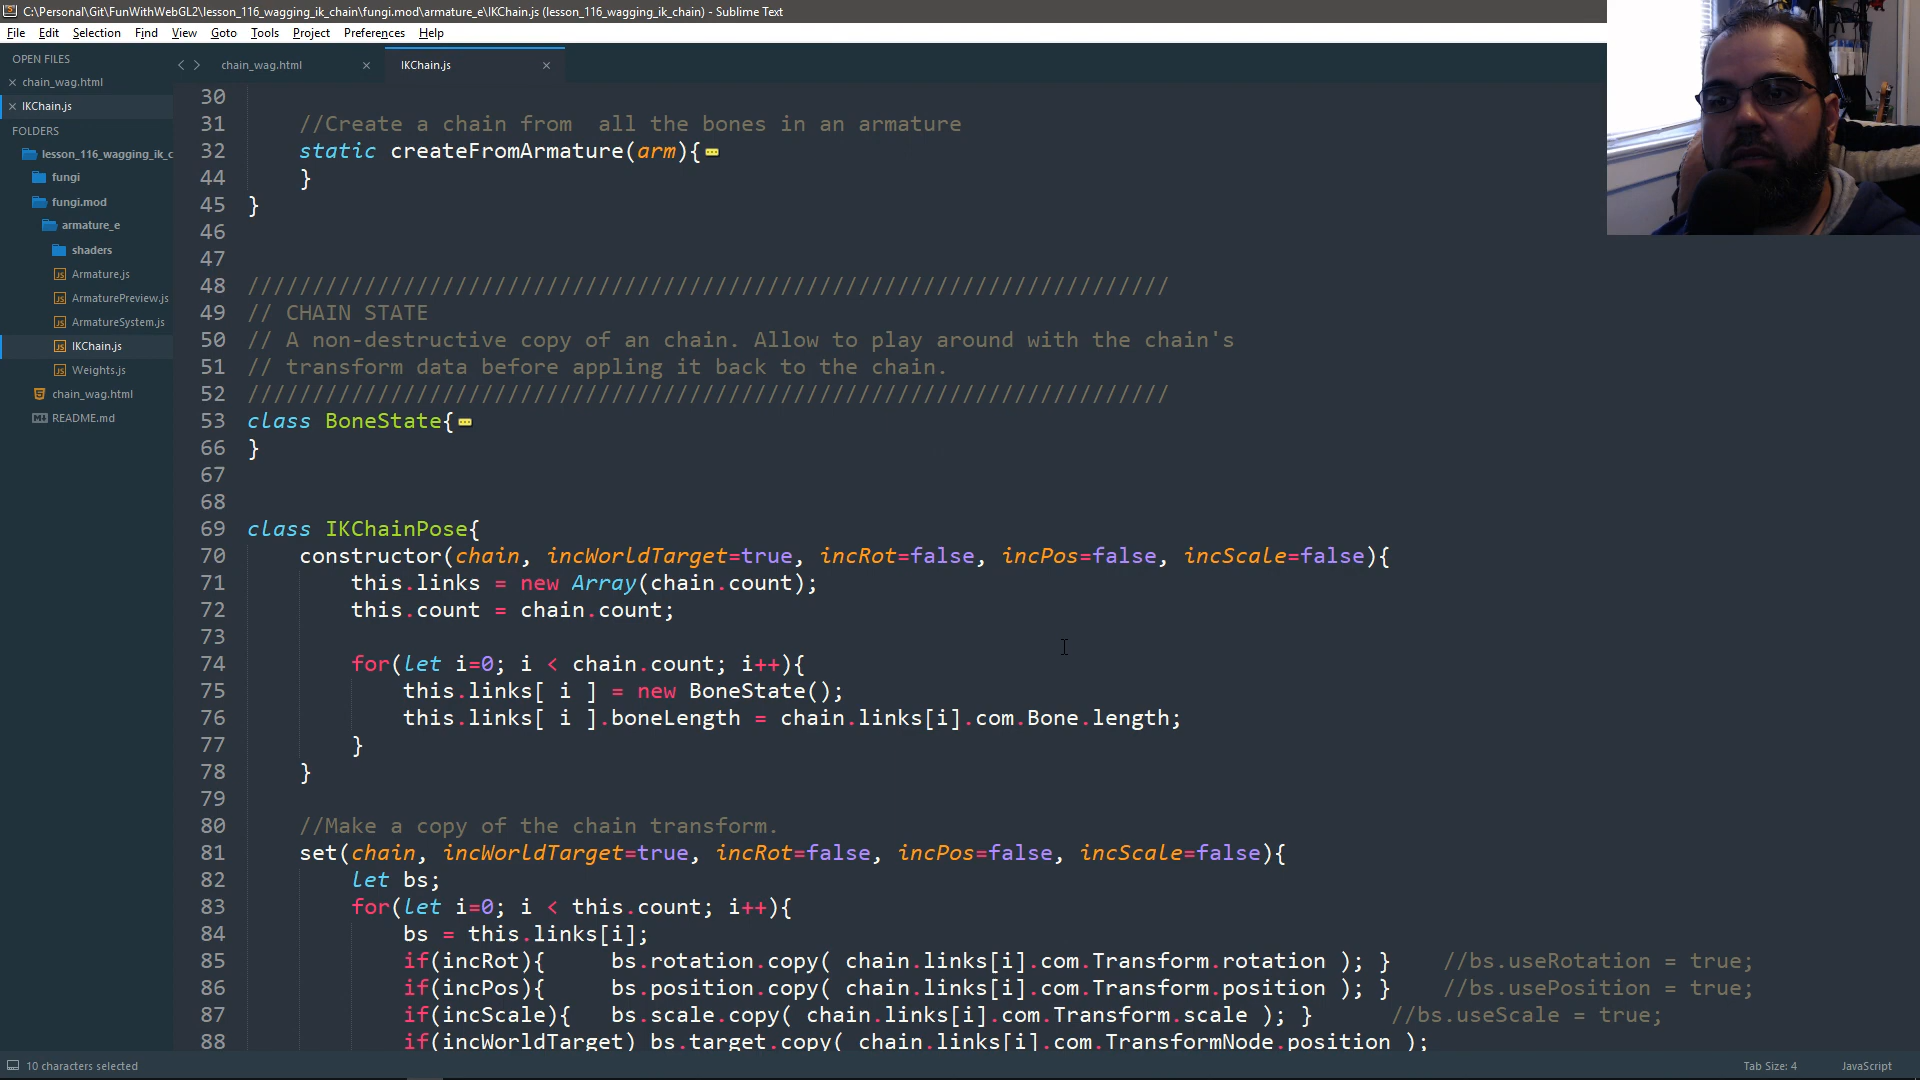 C:\Personal\Git\FunWithWebGL2\lesson_116_wagging_ik_chain\fungi.mod\armature_e\IKChain.js (lesson_116_wagging_ik_chain) - Sublime Text
File Edit Selection Find View Goto Tools Project Preferences Help
OPEN FILES
chain_wag.html
IKChain.js
FOLDERS
lesson_116_wagging_ik_c
fungi
fungi.mod
armature_e
shaders
Armature.js
ArmaturePreview.js
ArmatureSystem.js
IKChain.js
Weights.js
chain_wag.html
README.md
chain_wag.html IKChain.js
30
31 //Create a chain from  all the bones in an armature
32 static createFromArmature(arm){
44 }
45 }
46
47
48 ///////////////////////////////////////////////////////////////////////
49 // CHAIN STATE
50 // A non-destructive copy of an chain. Allow to play around with the chain's
51 // transform data before appling it back to the chain.
52 ///////////////////////////////////////////////////////////////////////
53 class BoneState{
66 }
67
68
69 class IKChainPose{
70 constructor(chain, incWorldTarget=true, incRot=false, incPos=false, incScale=false){
71 this.links = new Array(chain.count);
72 this.count = chain.count;
73
74 for(let i=0; i < chain.count; i++){
75 this.links[ i ] = new BoneState();
76 this.links[ i ].boneLength = chain.links[i].com.Bone.length;
77 }
78 }
79
80 //Make a copy of the chain transform.
81 set(chain, incWorldTarget=true, incRot=false, incPos=false, incScale=false){
82 let bs;
83 for(let i=0; i < this.count; i++){
84 bs = this.links[i];
85 if(incRot){ bs.rotation.copy( chain.links[i].com.Transform.rotation ); } //bs.useRotation = true;
86 if(incPos){ bs.position.copy( chain.links[i].com.Transform.position ); } //bs.usePosition = true;
87 if(incScale){ bs.scale.copy( chain.links[i].com.Transform.scale ); } //bs.useScale = true;
88 if(incWorldTarget) bs.target.copy( chain.links[i].com.TransformNode.position );
10 characters selected
Tab Size: 4
JavaScript